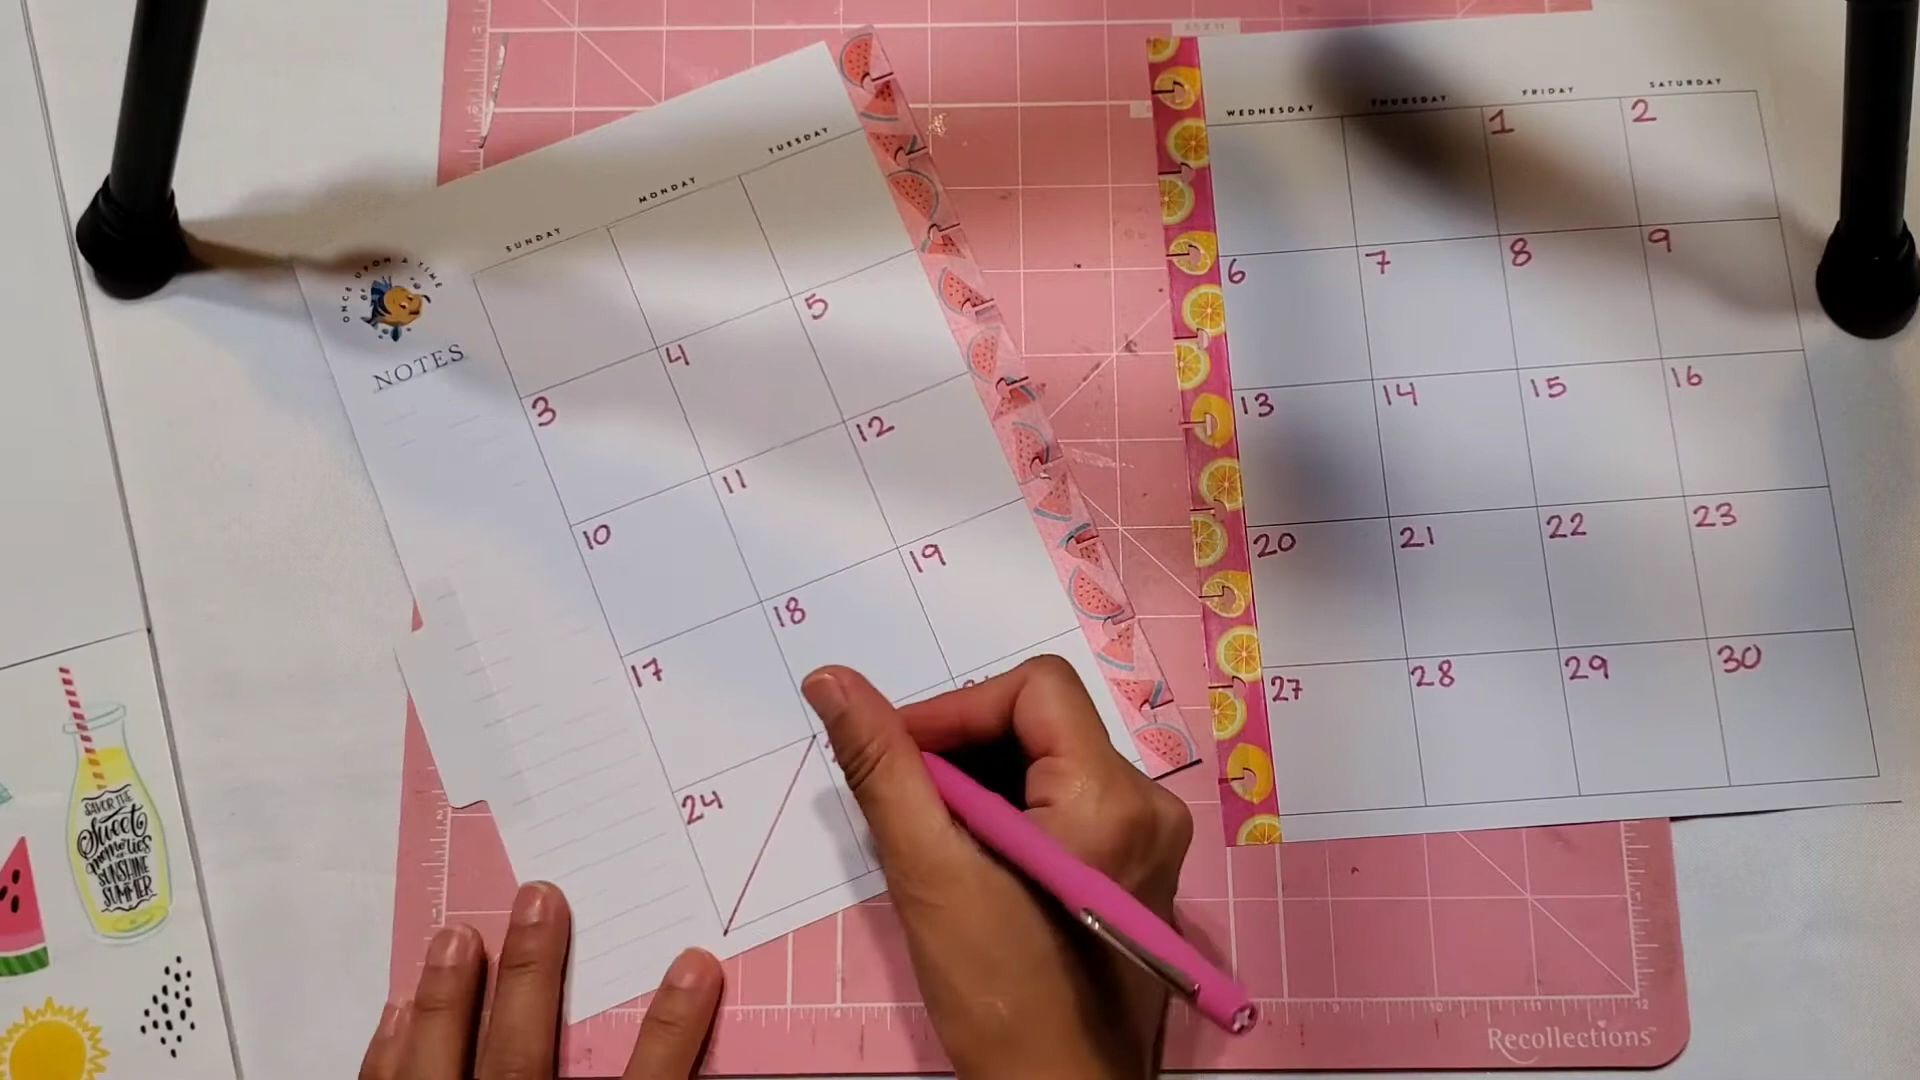 ONCE UPON A TIME
NOTES
SUNDAY MONDAY TUESDAY
3 4 5
10 11 12
17 18 19
24
WEDNESDAY THURSDAY FRIDAY SATURDAY
1 2
6 7 8 9
13 14 15 16
20 21 22 23
27 28 29 30
SAVOR THE
Sweet
memories
SUNSHINE
SUMMER
Recollections